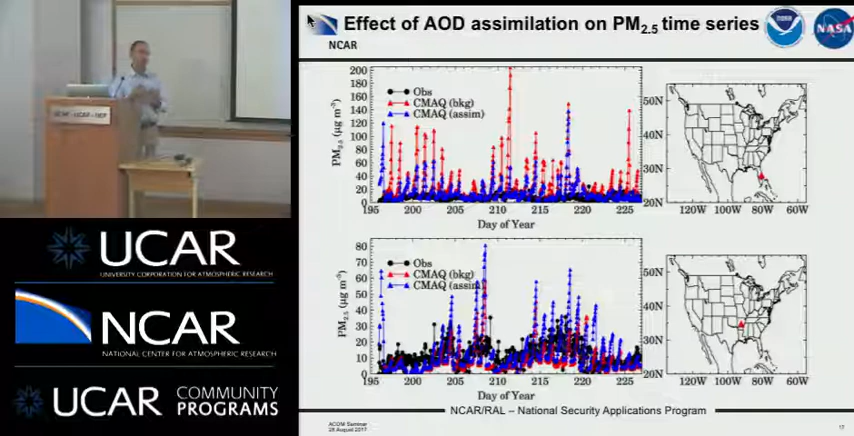 Effect of AOD assimilation on PM2.5 time series
NCAR
NASA
Obs
CMAQ (bkg)
CMAQ (assim)
PM2.5 (μg m-3)
200
180
160
140
120
100
80
60
40
20
0
195 200 205 210 215 220 225
Day of Year
50N
40N
30N
20N
120W 100W 80W 60W
Obs
CMAQ (bkg)
CMAQ (assim)
PM2.5 (μg m-3)
80
70
60
50
40
30
20
10
0
195 200 205 210 215 220 225
Day of Year
50N
40N
30N
20N
120W 100W 80W 60W
NCAR/RAL – National Security Applications Program
ACOM Seminar
28 August 2017
UCAR
UNIVERSITY CORPORATION FOR ATMOSPHERIC RESEARCH
NCAR
NATIONAL CENTER FOR ATMOSPHERIC RESEARCH
UCAR COMMUNITY PROGRAMS